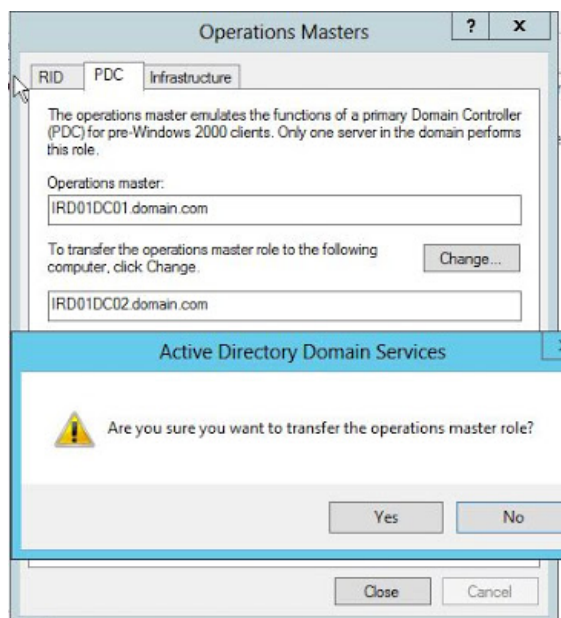 Operations Masters
? x
RID PDC Infrastructure
The operations master emulates the functions of a primary Domain Controller
(PDC) for pre-Windows 2000 clients. Only one server in the domain performs
this role.
Operations master:
IRD01DC01.domain.com
To transfer the operations master role to the following
computer, click Change.
Change...
IRD01DC02.domain.com
Active Directory Domain Services
Are you sure you want to transfer the operations master role?
Yes No
Close Cancel